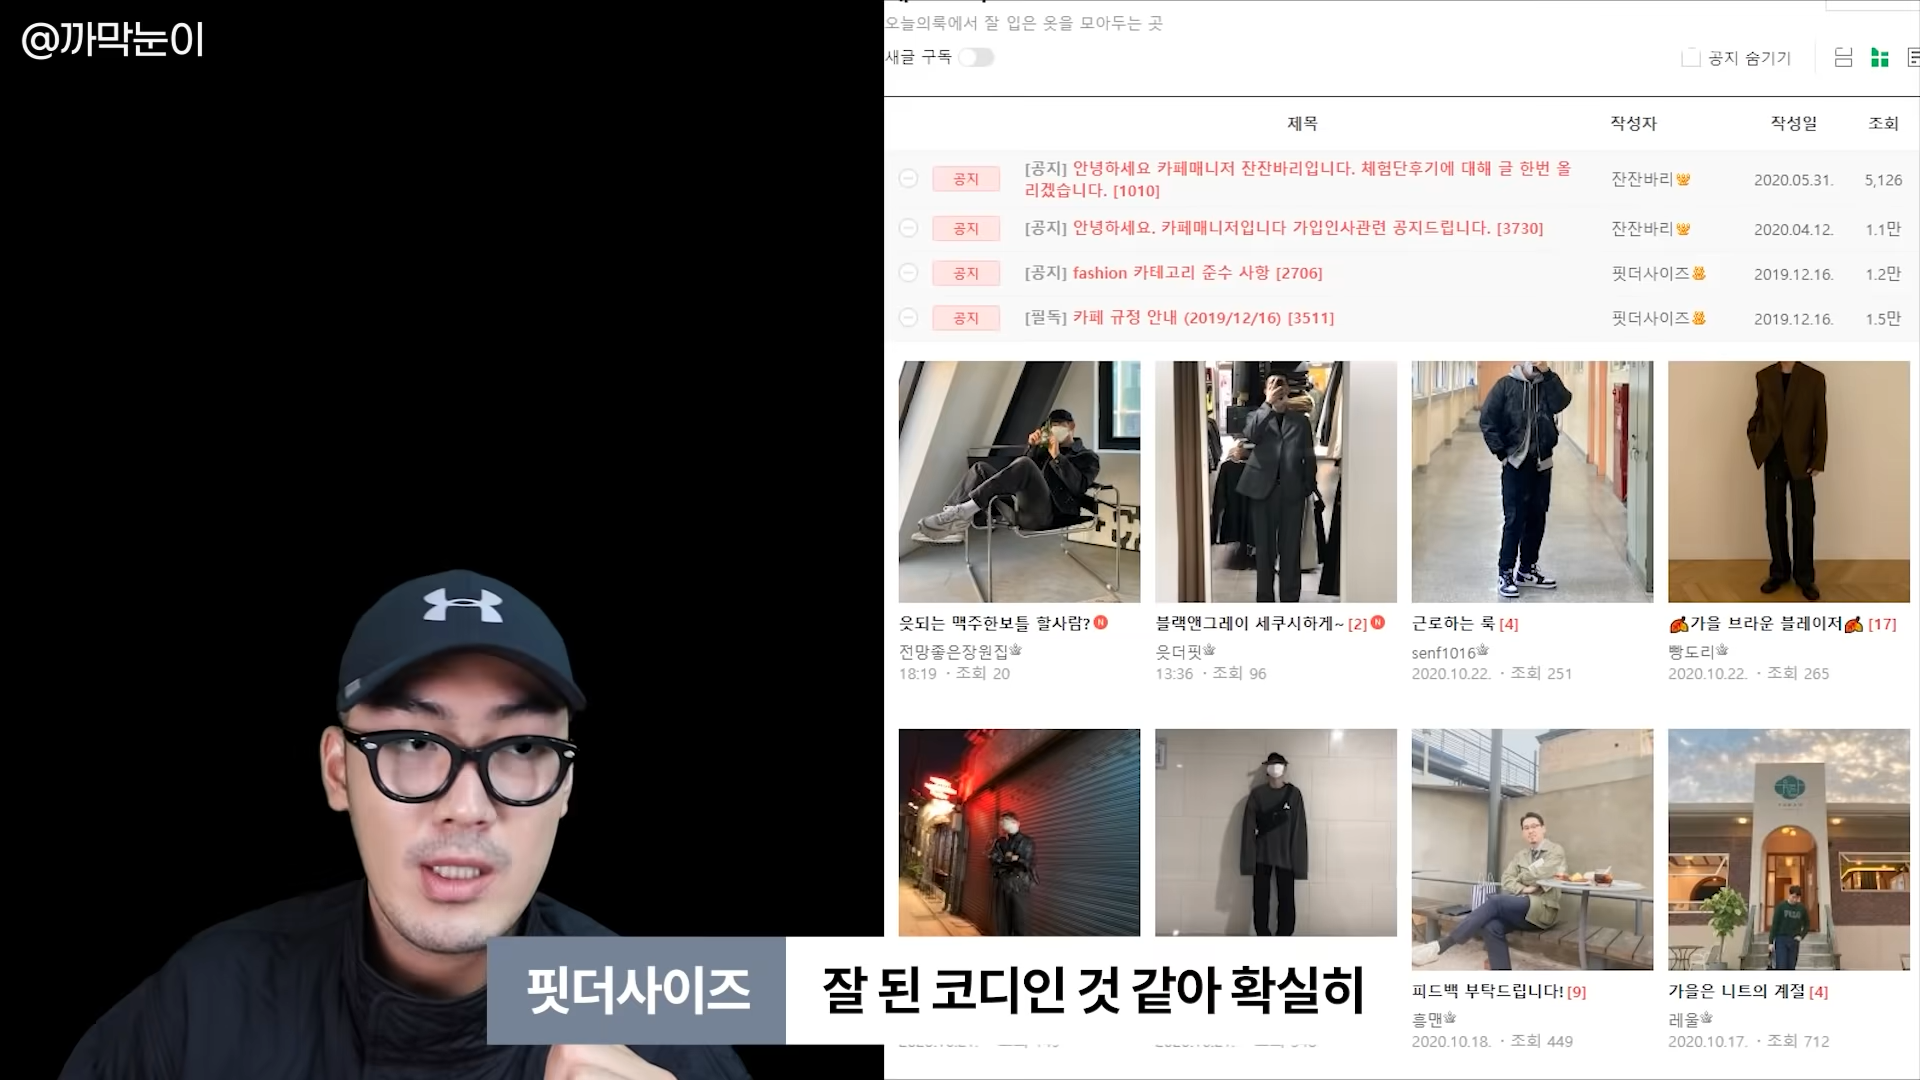 @까막눈이
오늘의룩에서 잘 입은 옷을 모아두는 곳
새글 구독
공지 숨기기
제목 작성자 작성일 조회
공지 [공지] 안녕하세요 카페매니저 잔잔바리입니다. 체험단후기에 대해 글 한번 올
리겠습니다. [1010] 잔잔바리 2020.05.31. 5,126
공지 [공지] 안녕하세요. 카페매니저입니다 가입인사관련 공지드립니다. [3730] 잔잔바리 2020.04.12. 1.1만
공지 [공지] fashion 카테고리 준수 사항 [2706] 핏더사이즈 2019.12.16. 1.2만
공지 [필독] 카페 규정 안내 (2019/12/16) [3511] 핏더사이즈 2019.12.16. 1.5만
읏되는 맥주한보틀 할사람? N
전망좋은장원집
18:19 · 조회 20
블랙앤그레이 세쿠시하게~ [2] N
읏더핏
13:36 · 조회 96
근로하는 룩 [4]
senf1016
2020.10.22. · 조회 251
가을 브라운 블레이저 [17]
빵도리
2020.10.22. · 조회 265
피드백 부탁드립니다! [9]
흥맨
2020.10.18. · 조회 449
가을은 니트의 계절 [4]
레울
2020.10.17. · 조회 712
핏더사이즈 잘 된 코디인 것 같아 확실히